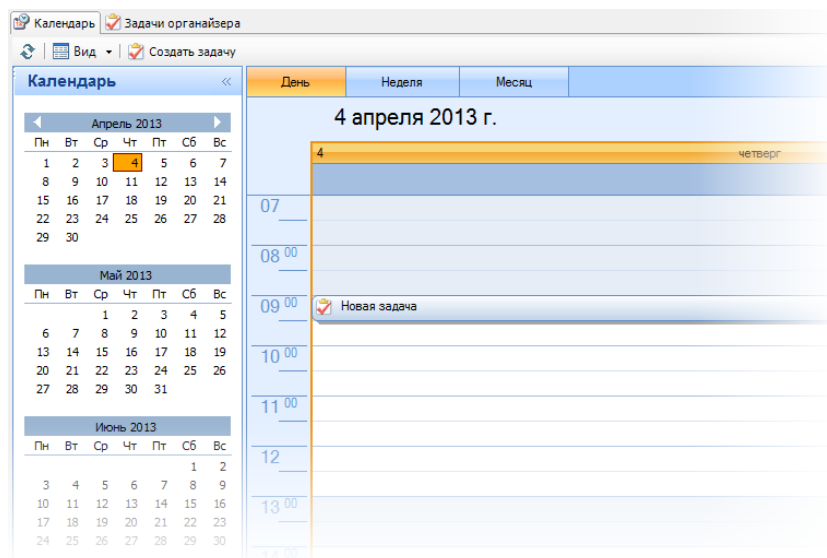 Календарь Задачи органайзера
Вид Создать задачу
Календарь «
День Неделя Месяц
4 апреля 2013 г.
4 четверг
Апрель 2013
Пн Вт Ср Чт Пт Сб Вс
1 2 3 4 5 6 7
8 9 10 11 12 13 14
15 16 17 18 19 20 21
22 23 24 25 26 27 28
29 30
Май 2013
Пн Вт Ср Чт Пт Сб Вс
1 2 3 4 5
6 7 8 9 10 11 12
13 14 15 16 17 18 19
20 21 22 23 24 25 26
27 28 29 30 31
Июнь 2013
Пн Вт Ср Чт Пт Сб Вс
1 2
3 4 5 6 7 8 9
10 11 12 13 14 15 16
17 18 19 20 21 22 23
24 25 26 27 28 29 30
07
08 00
09 00 Новая задача
10 00
11 00
12
13 00
14 00